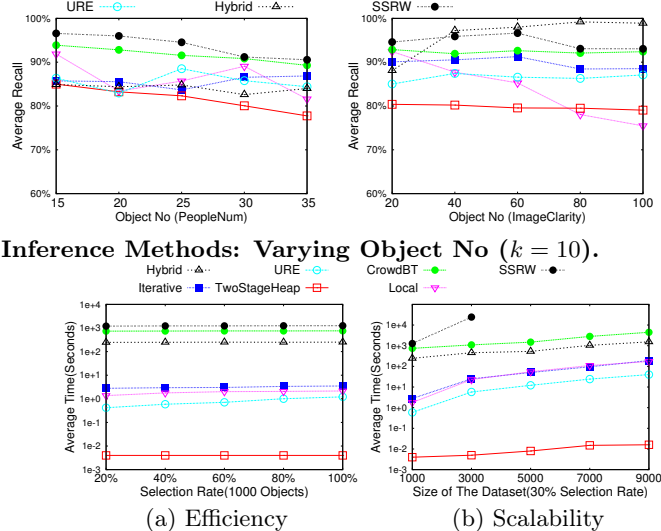 URE Hybrid SSRW
100%
90%
80%
70%
60%
Average Recall
15 20 25 30 35
Object No (PeopleNum)
100%
90%
80%
70%
60%
Average Recall
20 40 60 80 100
Object No (ImageClarity)
Inference Methods: Varying Object No (k = 10).
Hybrid URE CrowdBT SSRW
Iterative TwoStageHeap Local
1e+4
1e+3
1e+2
1e+1
1e+0
1e-1
1e-2
1e-3
Average Time(Seconds)
20% 40% 60% 80% 100%
Selection Rate(1000 Objects)
1e+4
1e+3
1e+2
1e+1
1e+0
1e-1
1e-2
1e-3
Average Time(Seconds)
1000 3000 5000 7000 9000
Size of The Dataset(30% Selection Rate)
(a) Efficiency (b) Scalability